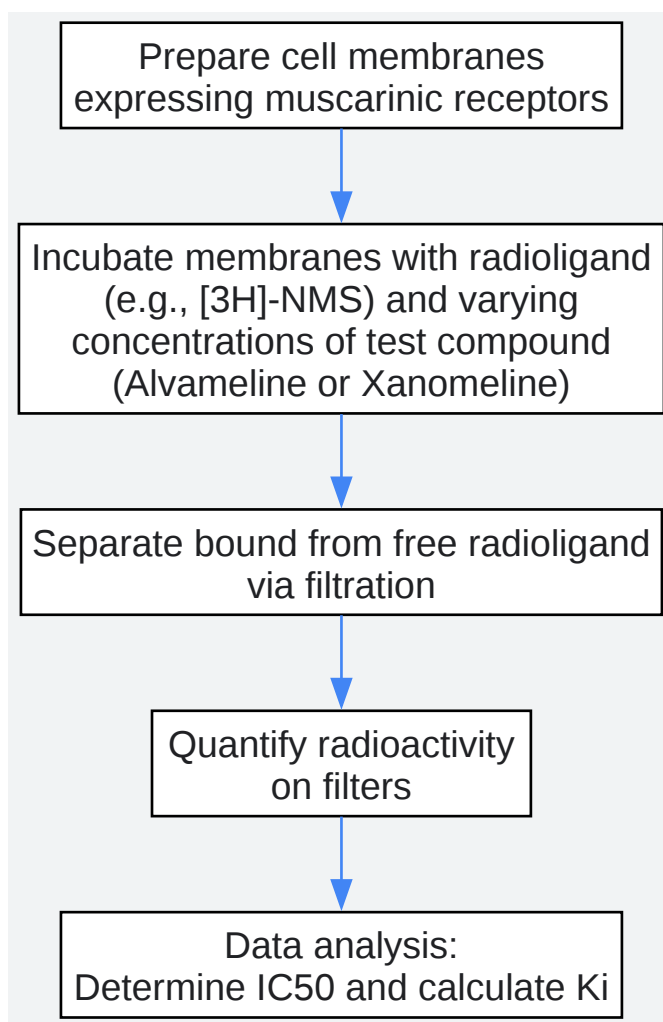 Prepare cell membranes
expressing muscarinic receptors
Incubate membranes with radioligand
(e.g., [3H]-NMS) and varying
concentrations of test compound
(Alvameline or Xanomeline)
Separate bound from free radioligand
via filtration
Quantify radioactivity
on filters
Data analysis:
Determine IC50 and calculate Ki